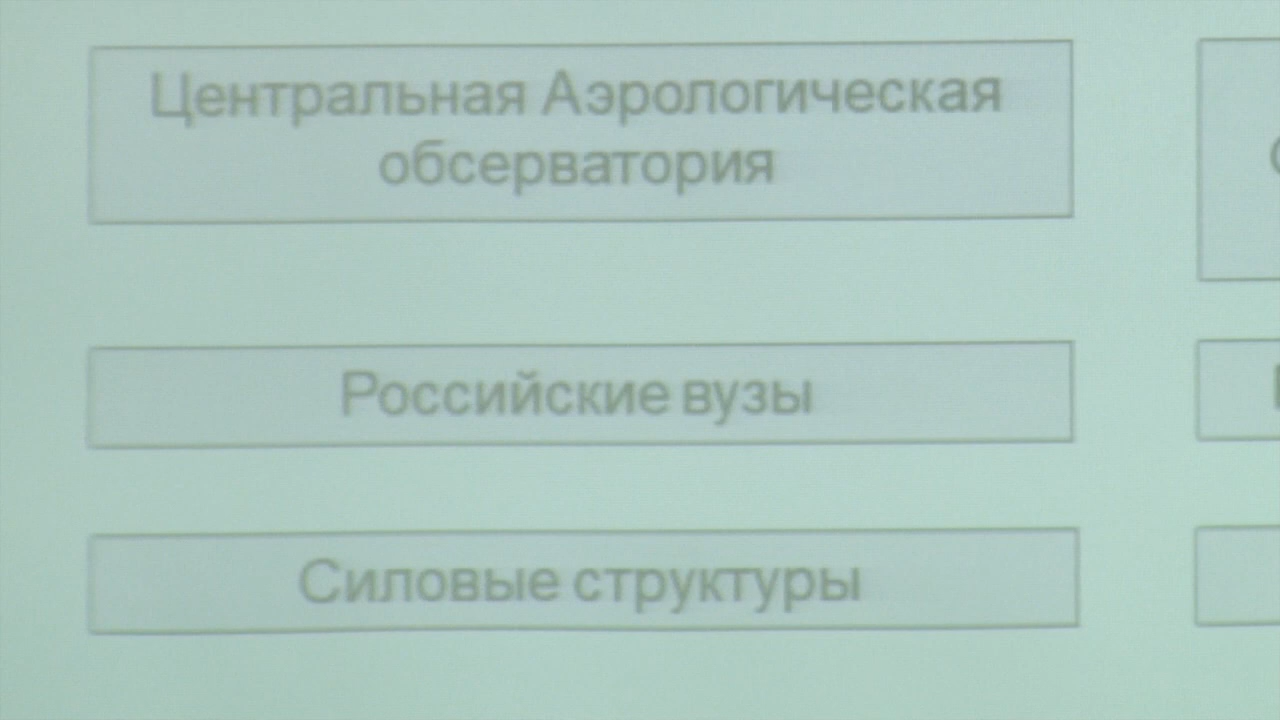 Центральная Аэрологическая
обсерватория
Российские вузы
Силовые структуры